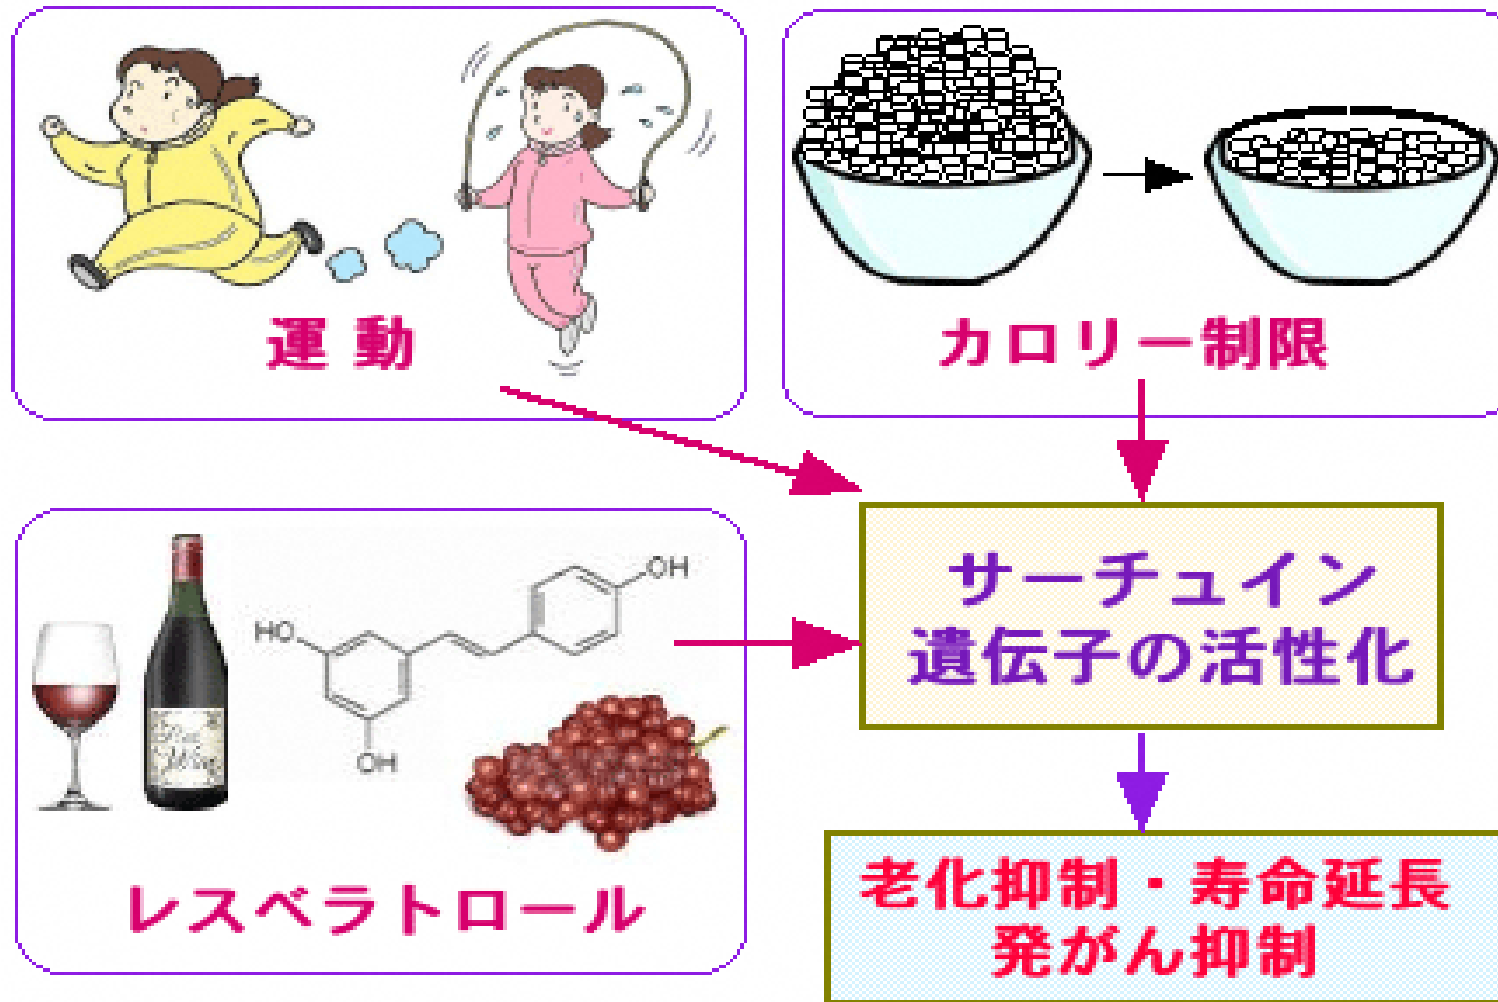 運 動
カロリー制限
サーチュイン
遺伝子の活性化
HO
OH
OH
レスベラトロール
老化抑制・寿命延長
発がん抑制